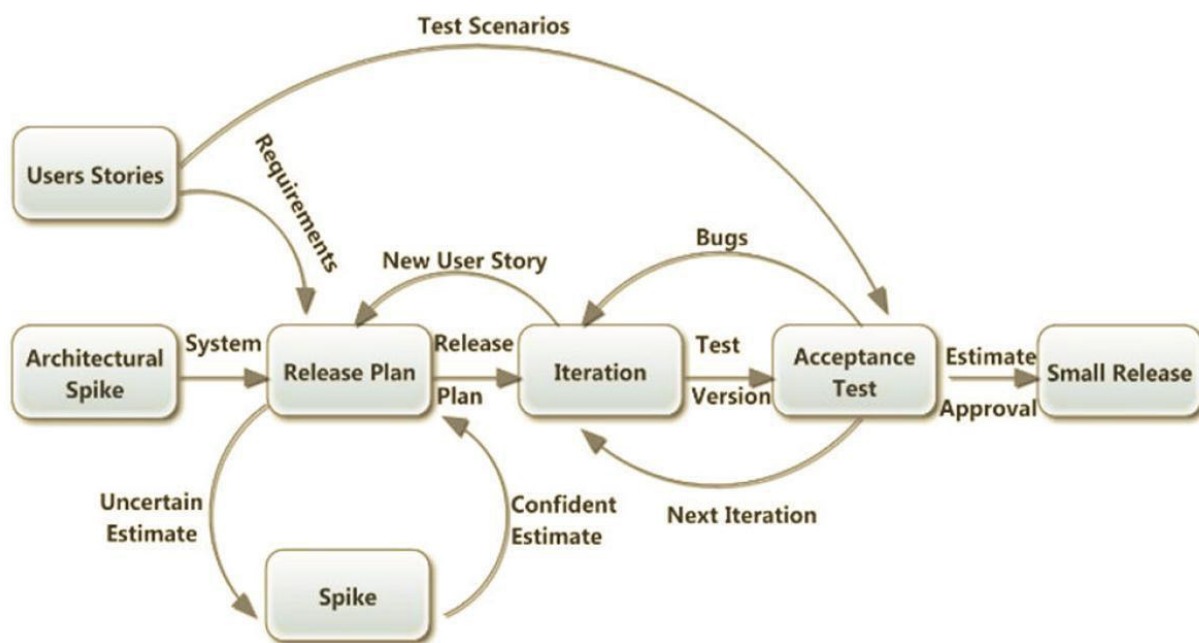 Test Scenarios
Users Stories
Requirements
New User Story
Bugs
Architectural
Spike
System
Release Plan
Release
Plan
Iteration
Test
Version
Acceptance
Test
Estimate
Approval
Small Release
Uncertain
Estimate
Confident
Estimate
Next Iteration
Spike